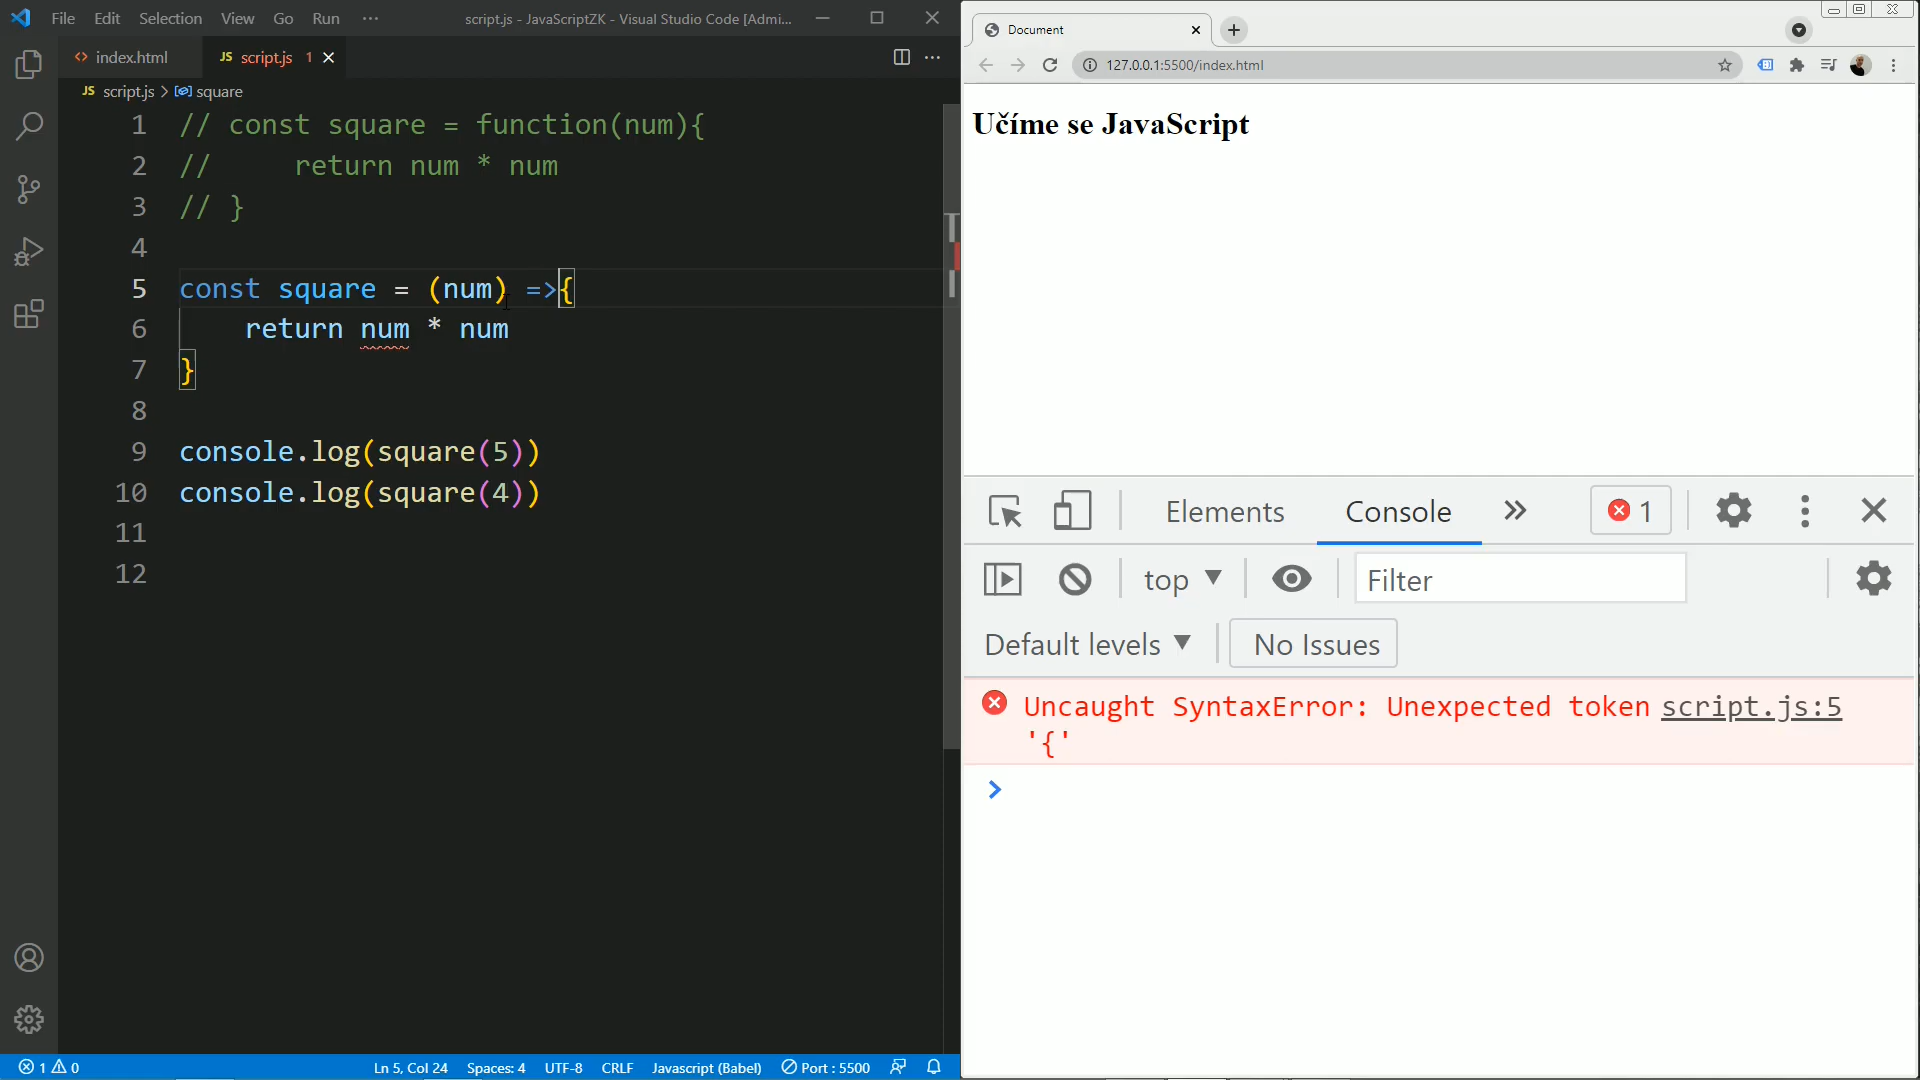 File Edit Selection View Go Run ··· script.js - JavaScriptZK - Visual Studio Code [Admi...
index.html JS script.js 1
JS script.js > square
1 // const square = function(num){
2 //     return num * num
3 // }
4
5 const square = (num) =>{
6     return num * num
7 }
8
9 console.log(square(5))
10 console.log(square(4))
11
12
1 0 Ln 5, Col 24 Spaces: 4 UTF-8 CRLF Javascript (Babel) Port : 5500
Document
127.0.0.1:5500/index.html
Učíme se JavaScript
Elements Console 1
top Filter
Default levels No Issues
Uncaught SyntaxError: Unexpected token script.js:5
'{'